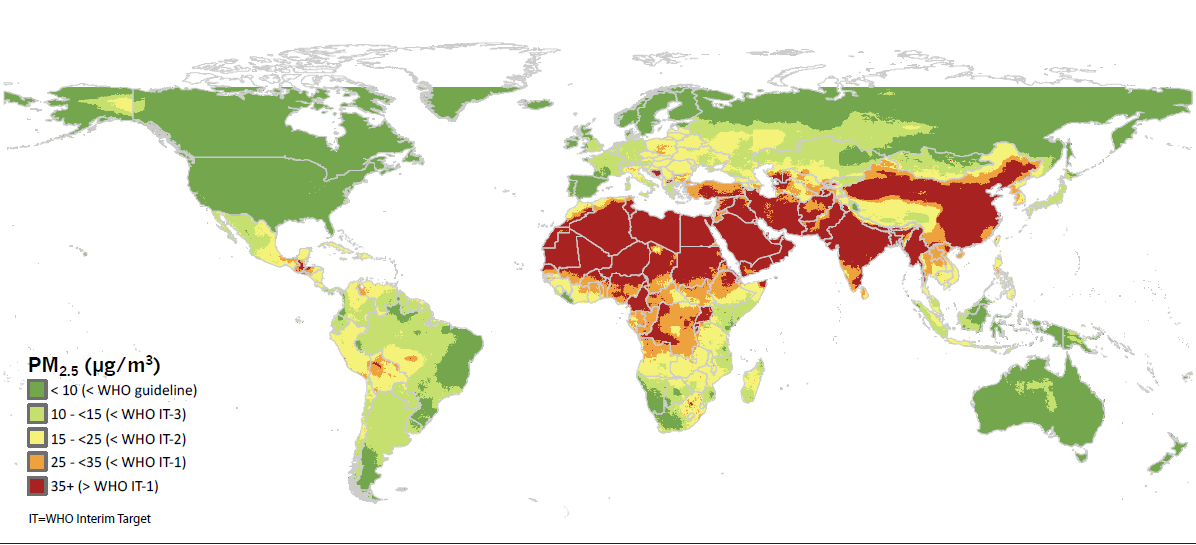 PM2.5 (µg/m³)
< 10 (< WHO guideline)
10 - <15 (< WHO IT-3)
15 - <25 (< WHO IT-2)
25 - <35 (< WHO IT-1)
35+ (> WHO IT-1)
IT=WHO Interim Target